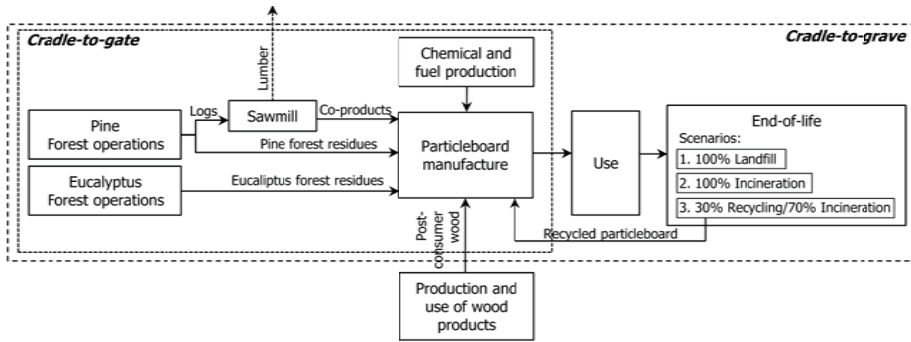 Cradle-to-gate
Cradle-to-grave
Lumber
Chemical and
fuel production
Logs
Sawmill
Co-products
Pine
Forest operations
Pine forest residues
Particleboard
manufacture
Eucalyptus
Forest operations
Eucaliptus forest residues
Use
End-of-life
Scenarios:
1. 100% Landfill
2. 100% Incineration
3. 30% Recycling/70% Incineration
Post-
consumer
wood
Recycled particleboard
Production and
use of wood
products